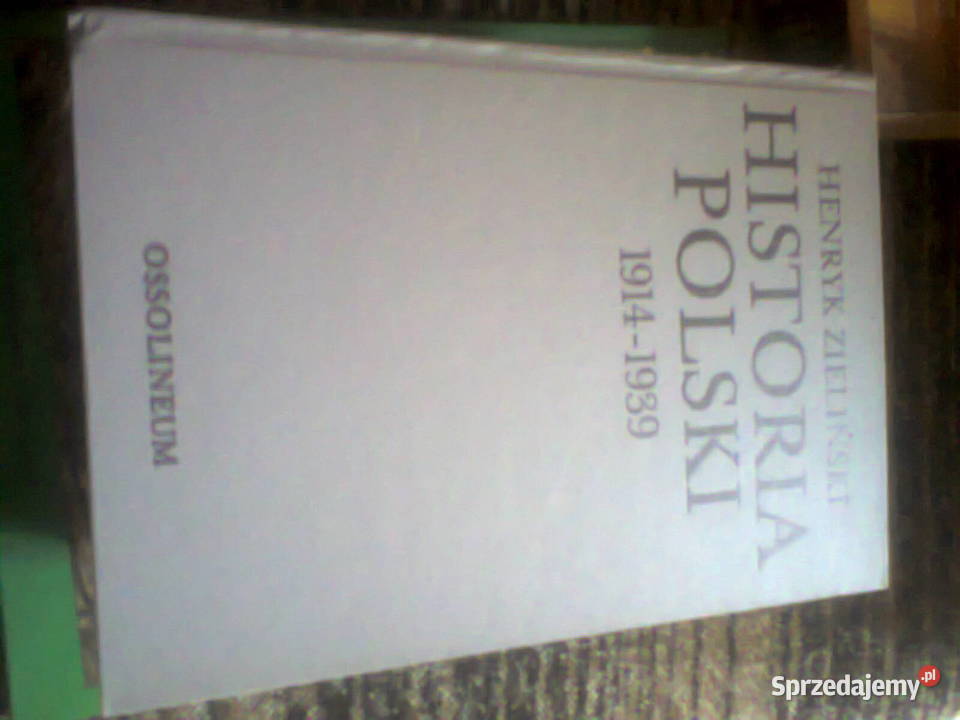 HENRYK ZIELIŃSKI
HISTORIA
POLSKI
1914-1939
OSSOLINEUM
Sprzedajemy.pl